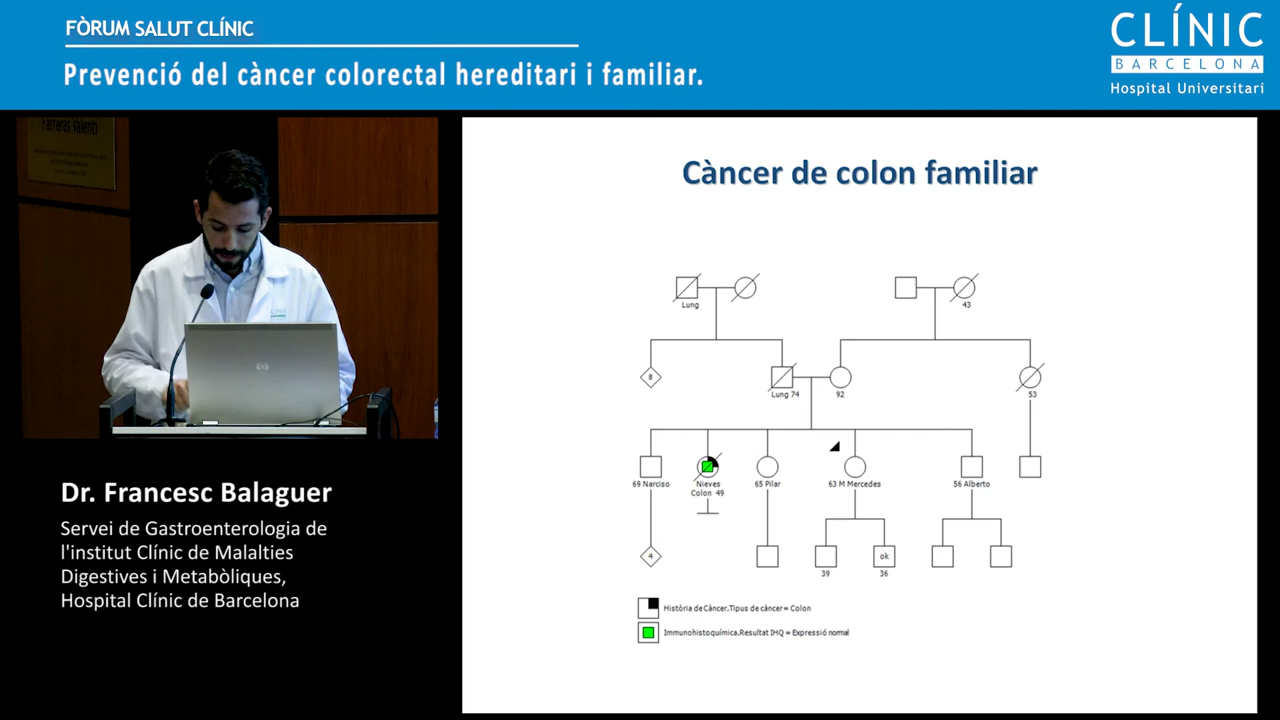 FÒRUM SALUT CLÍNIC
Prevenció del càncer colorectal hereditari i familiar.
CLÍNIC
BARCELONA
Hospital Universitari
Farreras Valentí
Càncer de colon familiar
Lung
43
8
Lung 74
92
53
69 Narciso
Nieves
Colon 49
65 Pilar
63 M Mercedes
56 Alberto
4
39
ok
36
Història de Càncer.Tipus de càncer = Colon
Immunohistoquímica.Resultat IHQ = Expressió normal
Dr. Francesc Balaguer
Servei de Gastroenterologia de
l'institut Clínic de Malalties
Digestives i Metabòliques,
Hospital Clínic de Barcelona